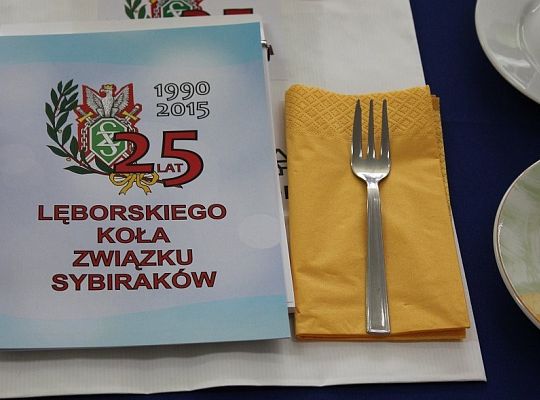 1990
2015
25
LAT
LĘBORSKIEGO
KOŁA
ZWIĄZKU
SYBIRAKÓW